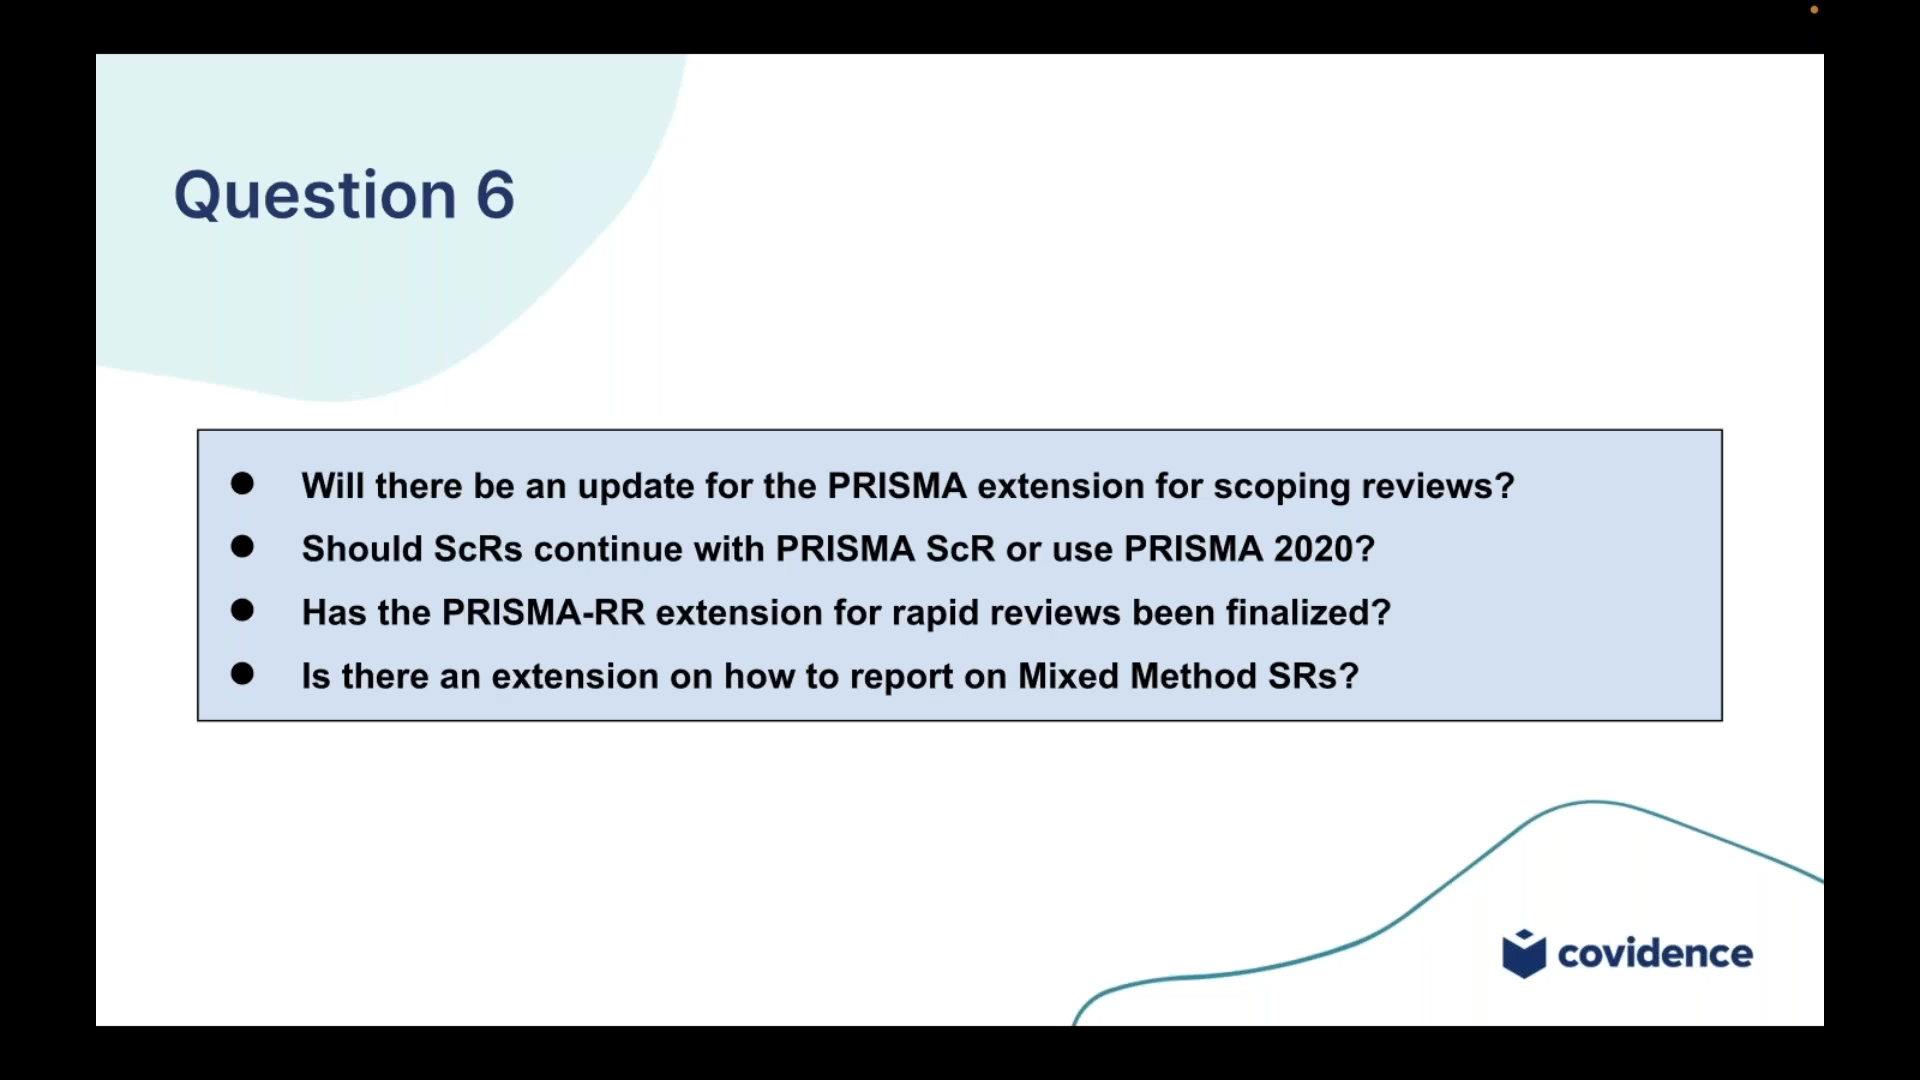 Question 6
● Will there be an update for the PRISMA extension for scoping reviews?
● Should ScRs continue with PRISMA ScR or use PRISMA 2020?
● Has the PRISMA-RR extension for rapid reviews been finalized?
● Is there an extension on how to report on Mixed Method SRs?
covidence